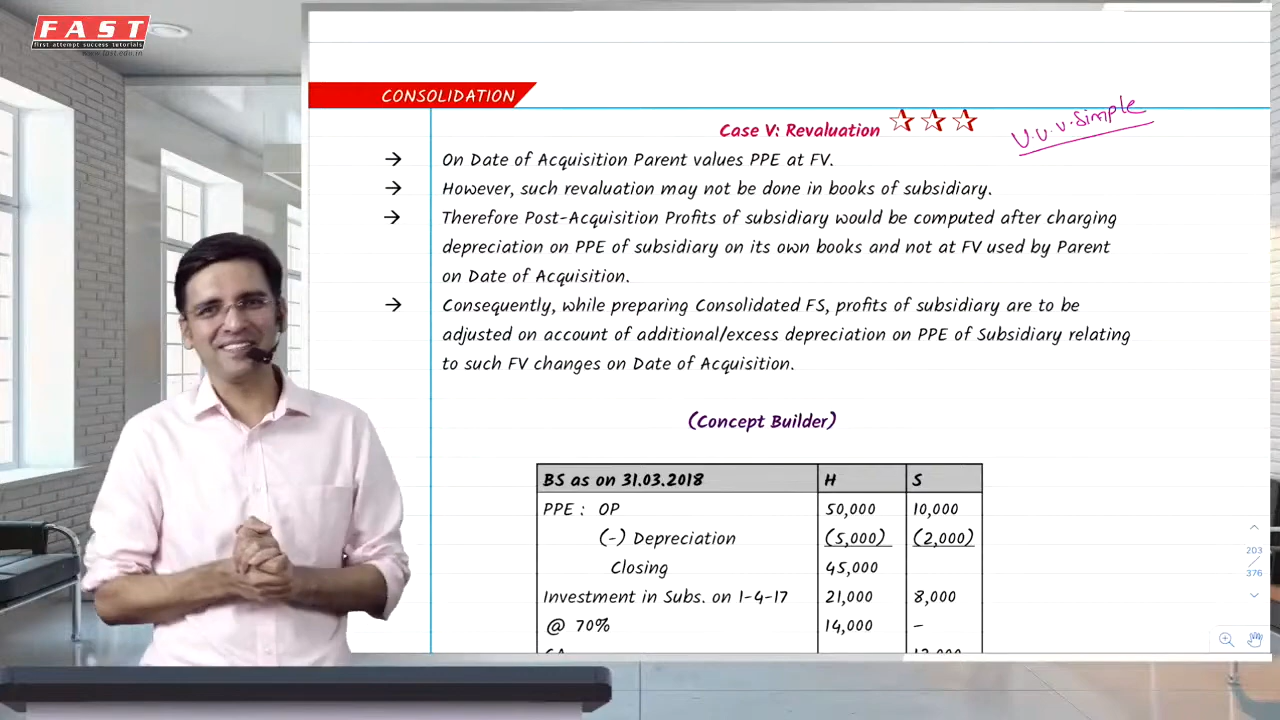 FAST
first attempt success tutorials
www.fast.edu.in
CONSOLIDATION
Case V: Revaluation
V.V.V.Simple
→ On Date of Acquisition Parent values PPE at FV.
→ However, such revaluation may not be done in books of subsidiary.
→ Therefore Post-Acquisition Profits of subsidiary would be computed after charging
depreciation on PPE of subsidiary on its own books and not at FV used by Parent
on Date of Acquisition.
→ Consequently, while preparing Consolidated FS, profits of subsidiary are to be
adjusted on account of additional/excess depreciation on PPE of Subsidiary relating
to such FV changes on Date of Acquisition.
(Concept Builder)
BS as on 31.03.2018 H S
PPE : OP 50,000 10,000
(-) Depreciation (5,000) (2,000)
Closing 45,000
Investment in Subs. on 1-4-17 21,000 8,000
@ 70% 14,000 -
203
376